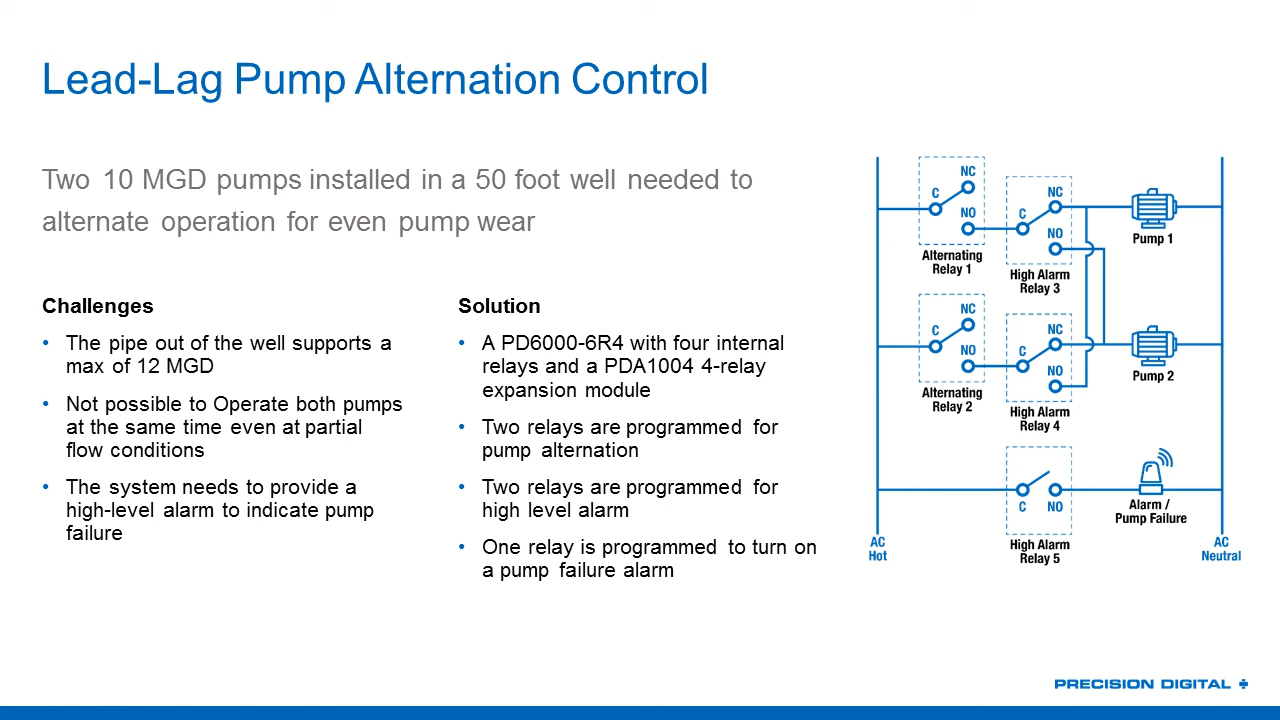 Lead-Lag Pump Alternation Control
Two 10 MGD pumps installed in a 50 foot well needed to
alternate operation for even pump wear
Challenges
• The pipe out of the well supports a
max of 12 MGD
• Not possible to Operate both pumps
at the same time even at partial
flow conditions
• The system needs to provide a
high-level alarm to indicate pump
failure
Solution
• A PD6000-6R4 with four internal
relays and a PDA1004 4-relay
expansion module
• Two relays are programmed for
pump alternation
• Two relays are programmed for
high level alarm
• One relay is programmed to turn on
a pump failure alarm
NC
C
NO
Alternating
Relay 1
NC
C
NO
High Alarm
Relay 3
Pump 1
NC
C
NO
Alternating
Relay 2
NC
C
NO
High Alarm
Relay 4
Pump 2
C NO
High Alarm
Relay 5
Alarm /
Pump Failure
AC
Hot
AC
Neutral
PRECISION DIGITAL